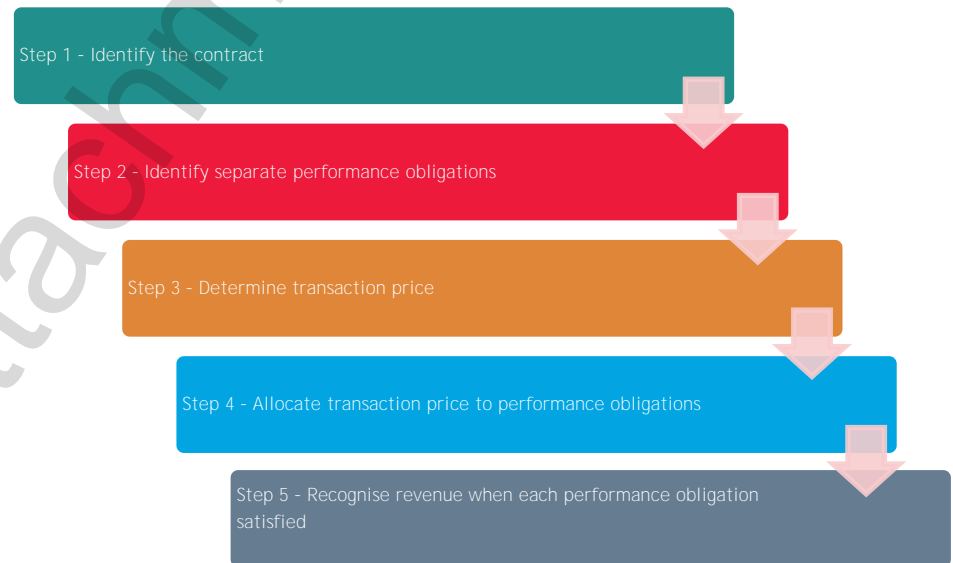 Step 1 - Identify the contract
Step 2 - Identify separate performance obligations
Step 3 - Determine transaction price
Step 4 - Allocate transaction price to performance obligations
Step 5 - Recognise revenue when each performance obligation
satisfied